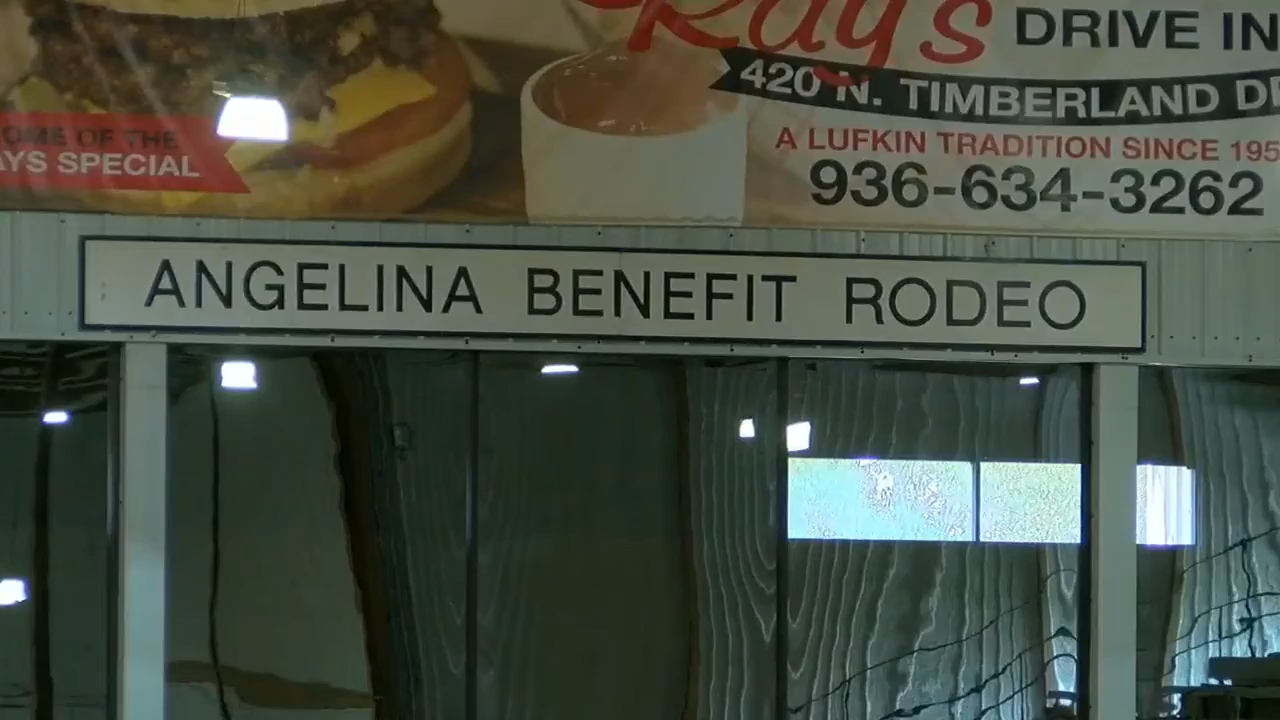 Ray's DRIVE IN
420 N. TIMBERLAND
A LUFKIN TRADITION SINCE 195
936-634-3262
OME OF THE
AYS SPECIAL
ANGELINA BENEFIT RODEO